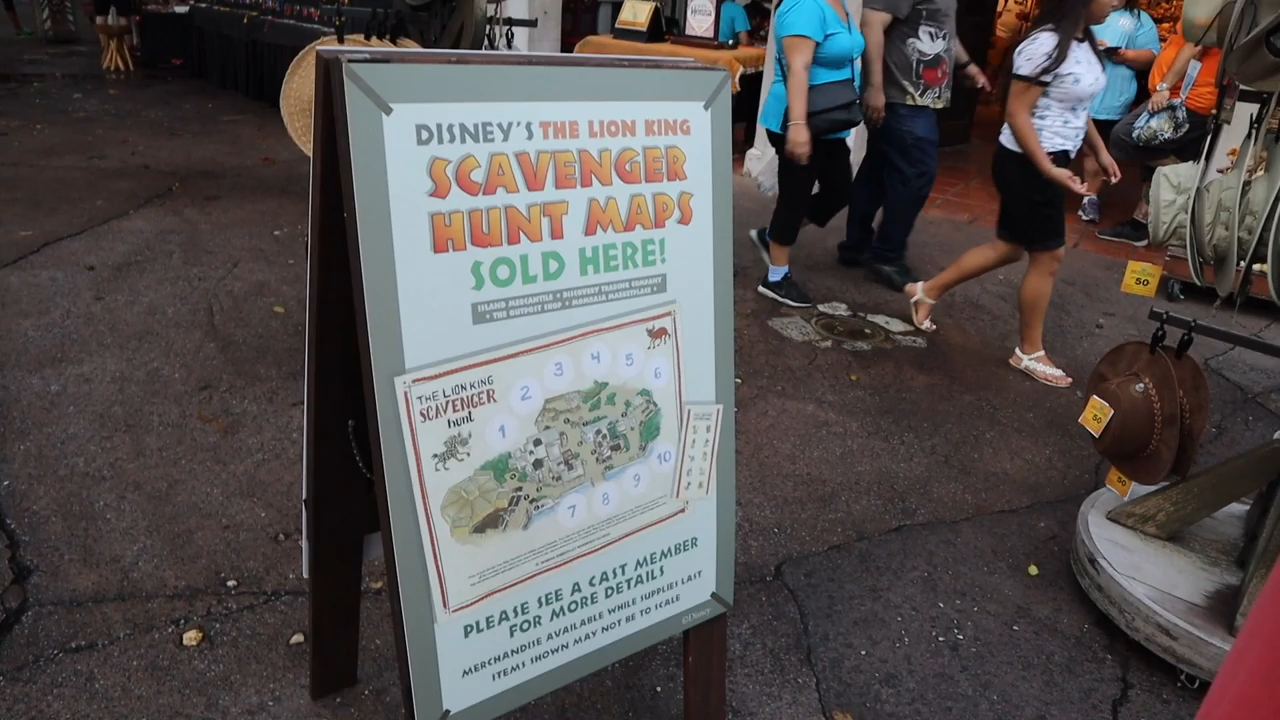 DISNEY'S THE LION KING
SCAVENGER
HUNT MAPS
SOLD HERE!
ISLAND MERCANTILE • DISCOVERY TRADING COMPANY
• THE OUTPOST SHOP • MOMBASA MARKETPLACE •
THE LION KING
SCAVENGER
hunt
1
2
3
4
5
6
7
8
9
10
PLEASE SEE A CAST MEMBER
FOR MORE DETAILS
MERCHANDISE AVAILABLE WHILE SUPPLIES LAST
ITEMS SHOWN MAY NOT BE TO SCALE
©Disney
Henna
50
50
50